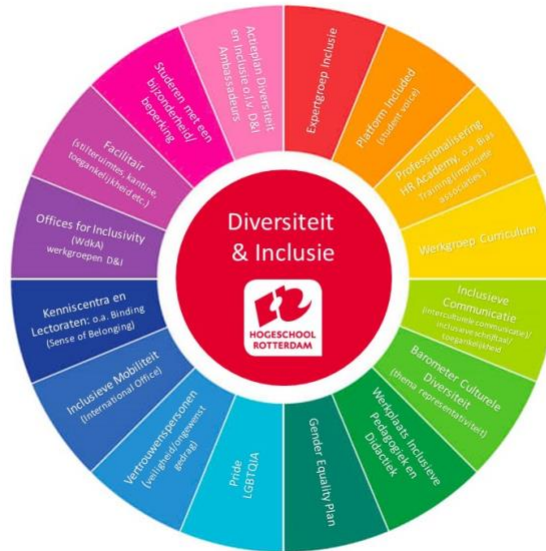 Diversiteit
& Inclusie
HOGESCHOOL
ROTTERDAM
Expertgroep Inclusie
Platform Included
(student voice)
Professionalisering
HR Academy, o.a. Bias
Training(impliciete
associaties)
Werkgroep Curriculum
Inclusieve
Communicatie
(interculturele communicatie)/
inclusieve schrijftaal/
toegankelijkheid
Barometer Culturele
Diversiteit
(thema representativiteit)
Werkplaats Inclusieve
Pedagogiek en
Didactiek
Gender Equality Plan
Pride
LGBTQIA
Vertrouwenspersonen
(veiligheid/ongewenst
gedrag)
Inclusieve Mobiliteit
(International Office)
Kenniscentra en
Lectoraten: o.a. Binding
(Sense of Belonging)
Offices for Inclusivity
(WdkA)
werkgroepen D&I
Facilitair
(stilteruimtes, kantine,
toegankelijkheid etc.)
Studeren met een
bijzonderheid/
beperking
Actieplan Diversiteit
en Inclusie o.l.v. D&I
Ambassadeurs